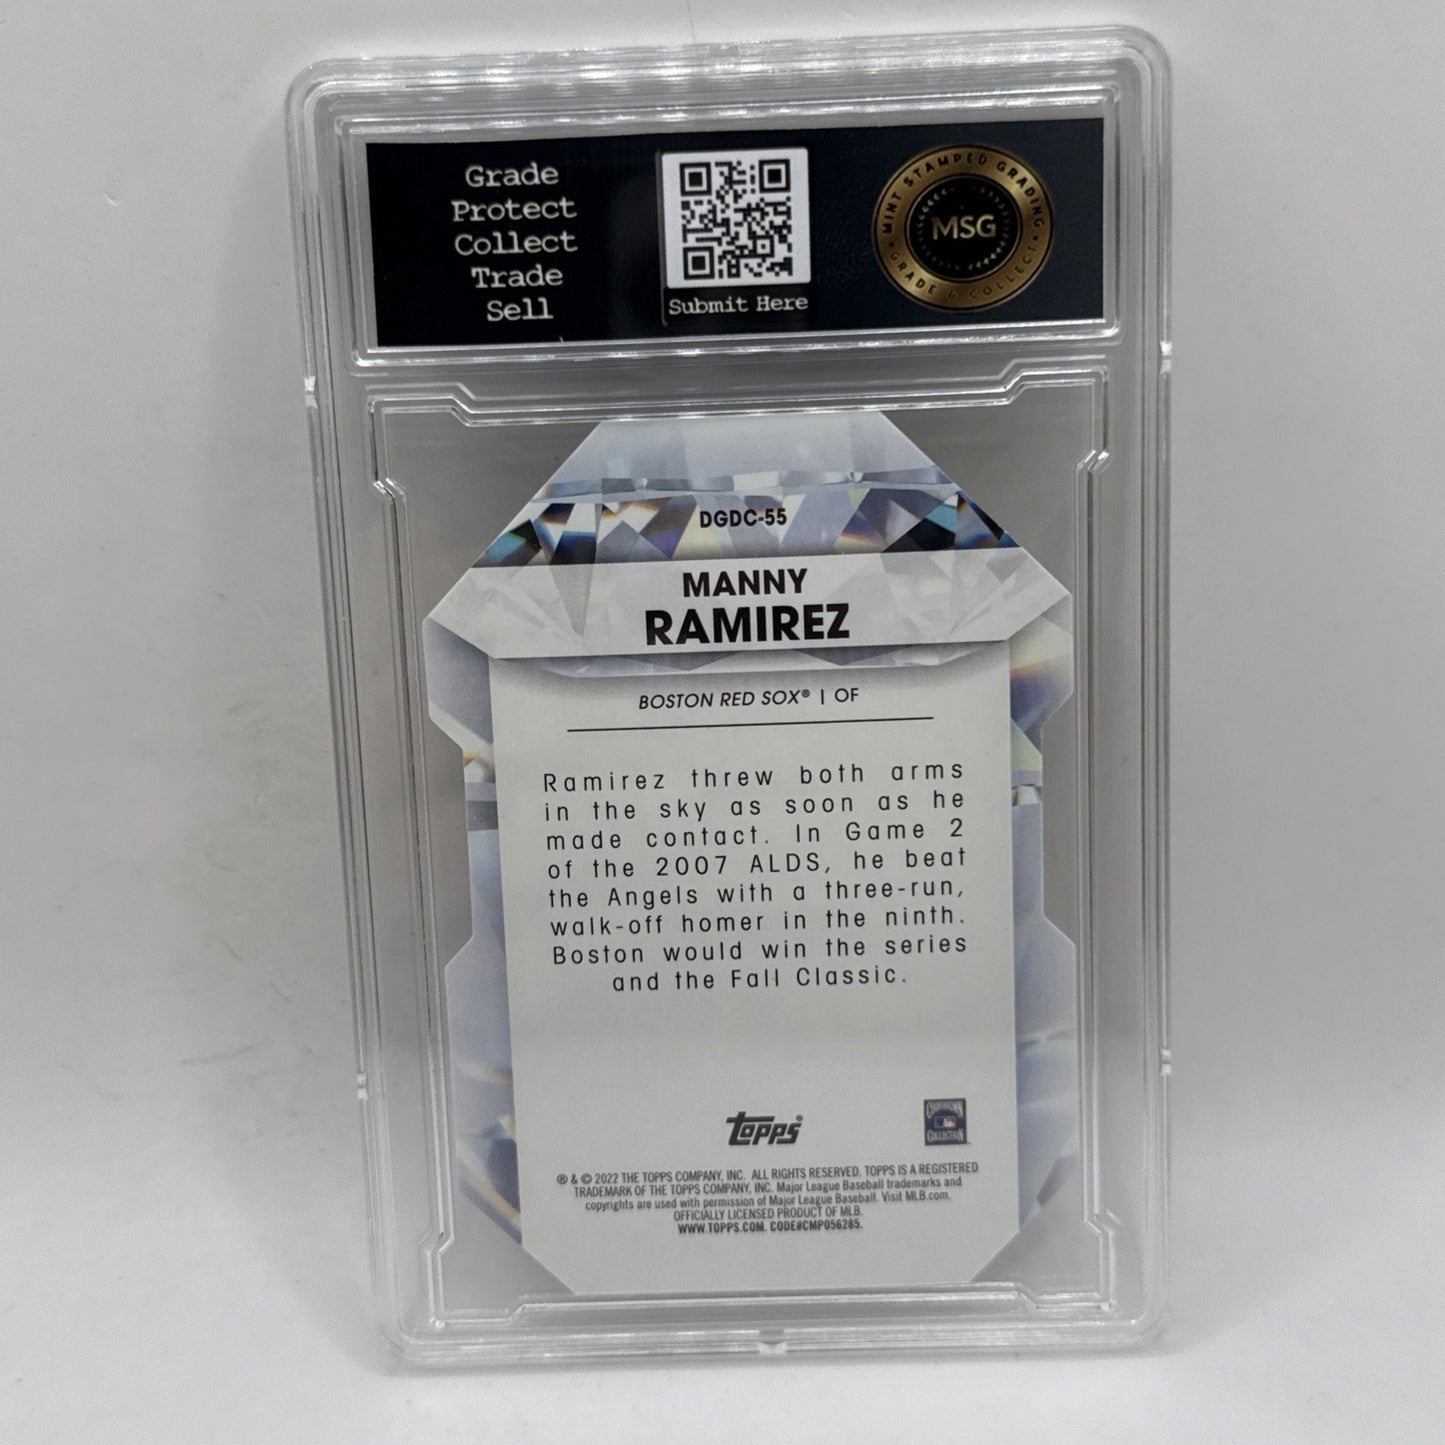 Grade
Protect
Collect
Trade
Sell
Submit Here
MINT STAMPED GRADING
MSG
GRADE & COLLECT
DGDC-55
MANNY
RAMIREZ
BOSTON RED SOX® | OF
Ramirez threw both arms
in the sky as soon as he
made contact. In Game 2
of the 2007 ALDS, he beat
the Angels with a three-run,
walk-off homer in the ninth.
Boston would win the series
and the Fall Classic.
topps®
COOPERSTOWN
COLLECTION
® & © 2022 THE TOPPS COMPANY, INC. ALL RIGHTS RESERVED. TOPPS IS A REGISTERED
TRADEMARK OF THE TOPPS COMPANY, INC. Major League Baseball trademarks and
copyrights are used with permission of Major League Baseball. Visit MLB.com.
OFFICIALLY LICENSED PRODUCT OF MLB.
WWW.TOPPS.COM. CODE#CMP056285.